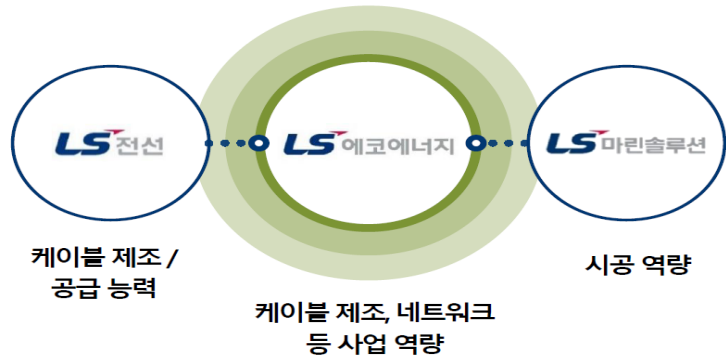 LS전선
LS에코에너지
LS마린솔루션
케이블 제조 /
공급 능력
케이블 제조, 네트워크
등 사업 역량
시공 역량